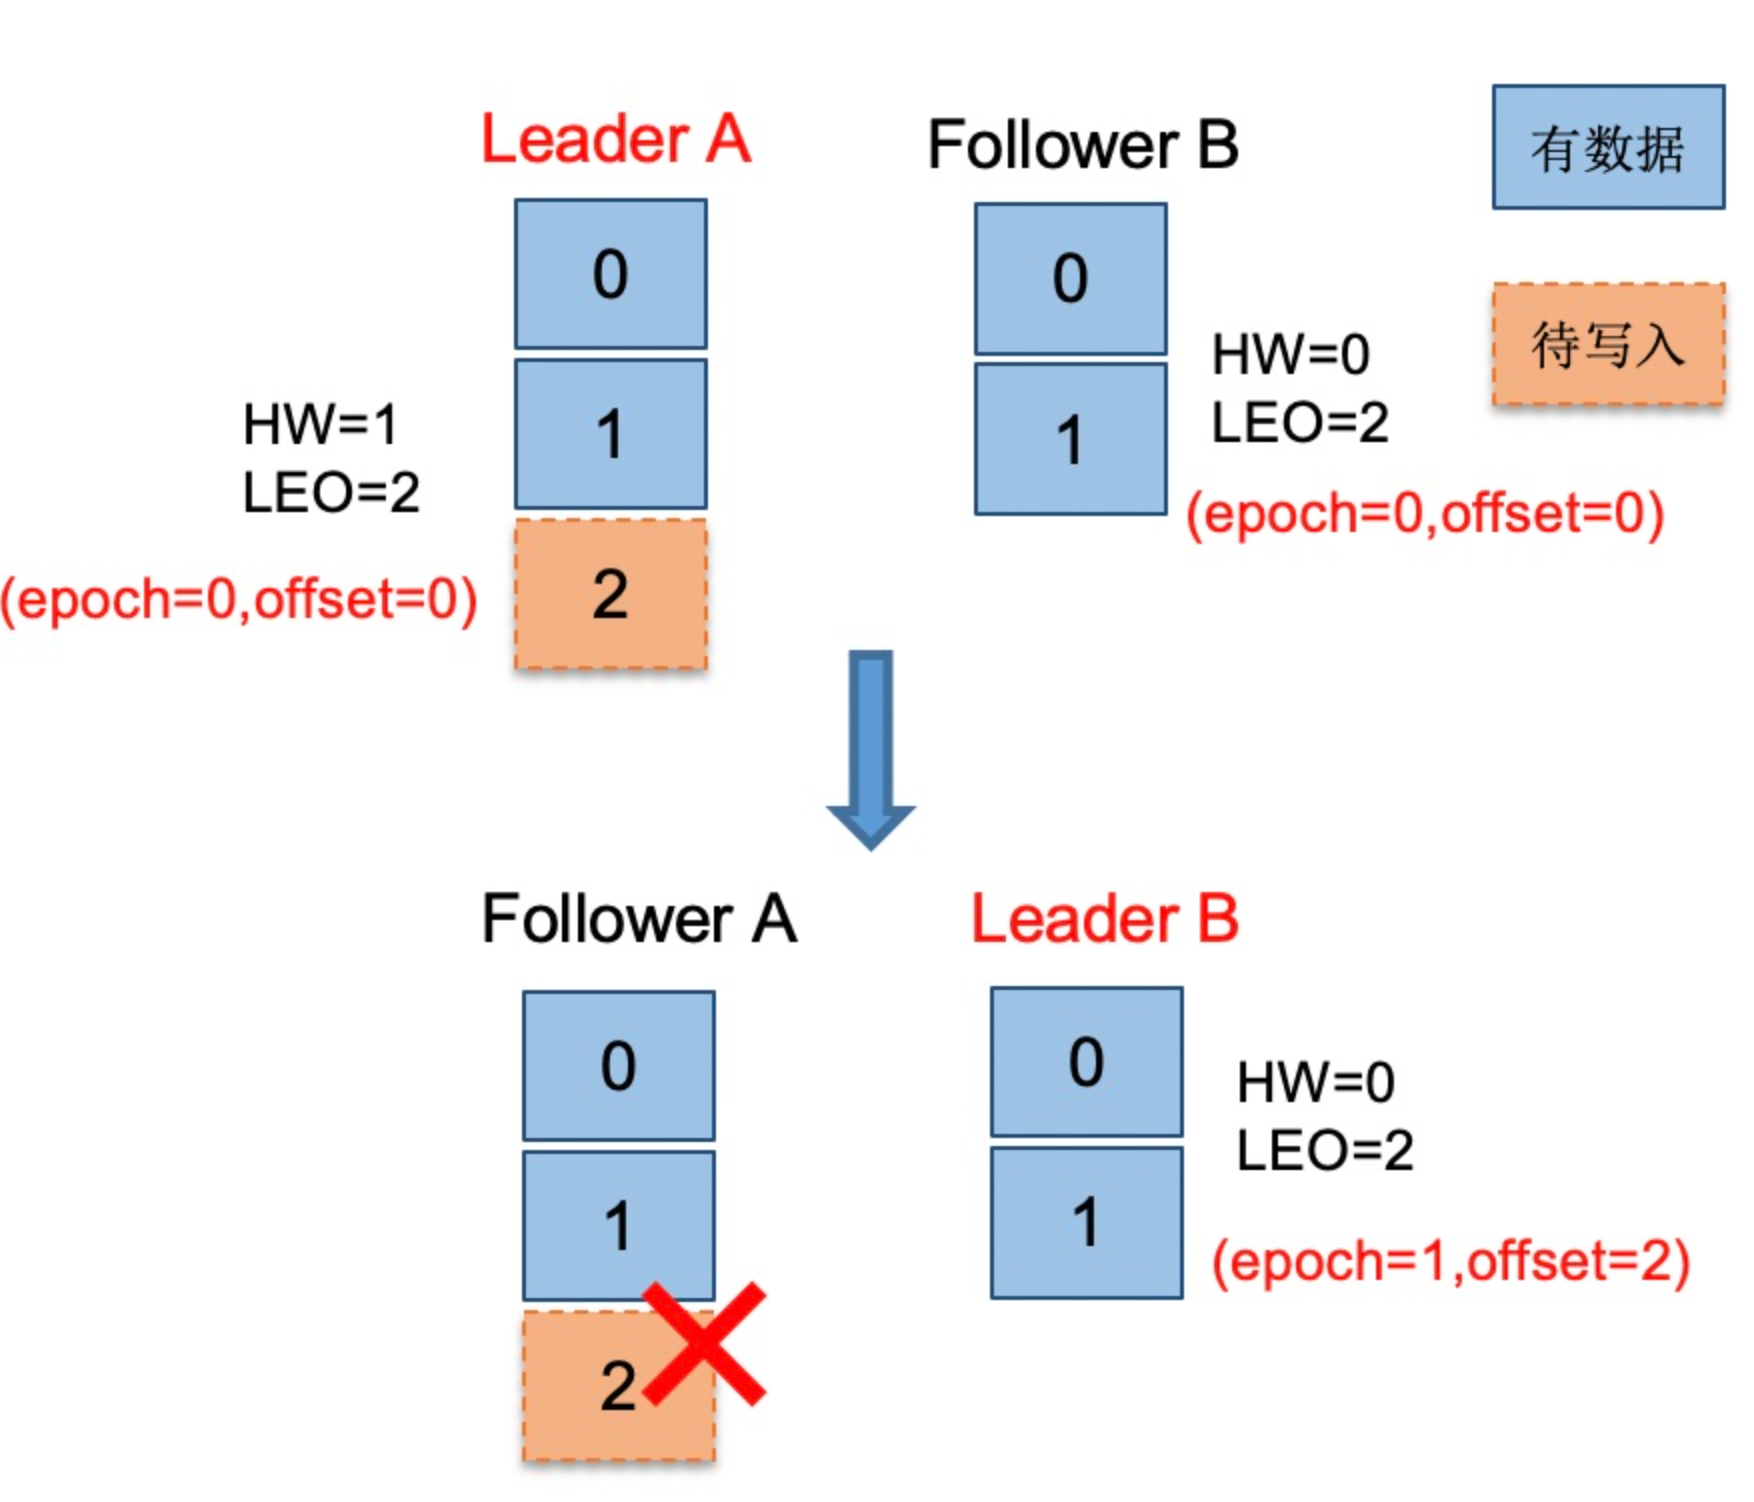 Leader A
Follower B
有数据
0
0
待写入
HW=0
LEO=2
HW=1
LEO=2
1
1
(epoch=0,offset=0)
(epoch=0,offset=0)
2
Follower A
Leader B
0
0
HW=0
LEO=2
1
1
(epoch=1,offset=2)
2